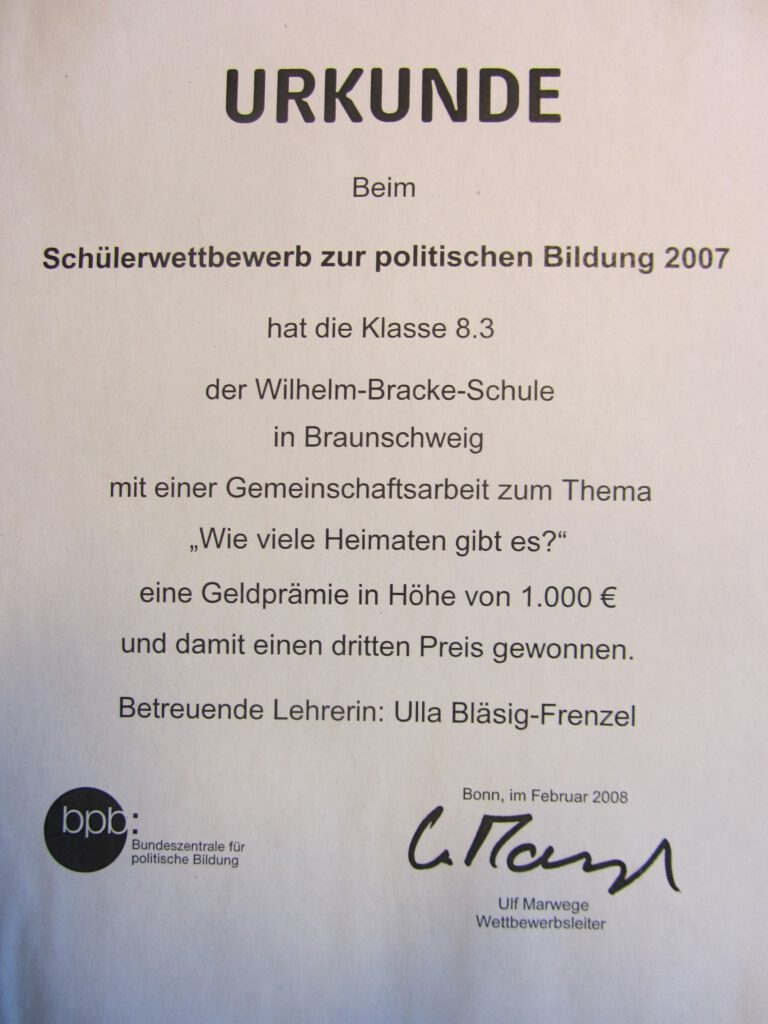 URKUNDE
Beim
Schülerwettbewerb zur politischen Bildung 2007
hat die Klasse 8.3
der Wilhelm-Bracke-Schule
in Braunschweig
mit einer Gemeinschaftsarbeit zum Thema
„Wie viele Heimaten gibt es?“
eine Geldprämie in Höhe von 1.000 €
und damit einen dritten Preis gewonnen.
Betreuende Lehrerin: Ulla Bläsig-Frenzel
bpb:
Bundeszentrale für
politische Bildung
Bonn, im Februar 2008
Ulf Marwege
Wettbewerbsleiter